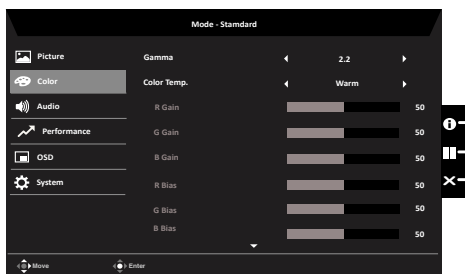 Mode - Stamdard
Picture
Gamma 2.2
Color
Color Temp. Warm
Audio
R Gain 50
Performance
G Gain 50
OSD
B Gain 50
System
R Bias 50
G Bias 50
B Bias 50
Move Enter